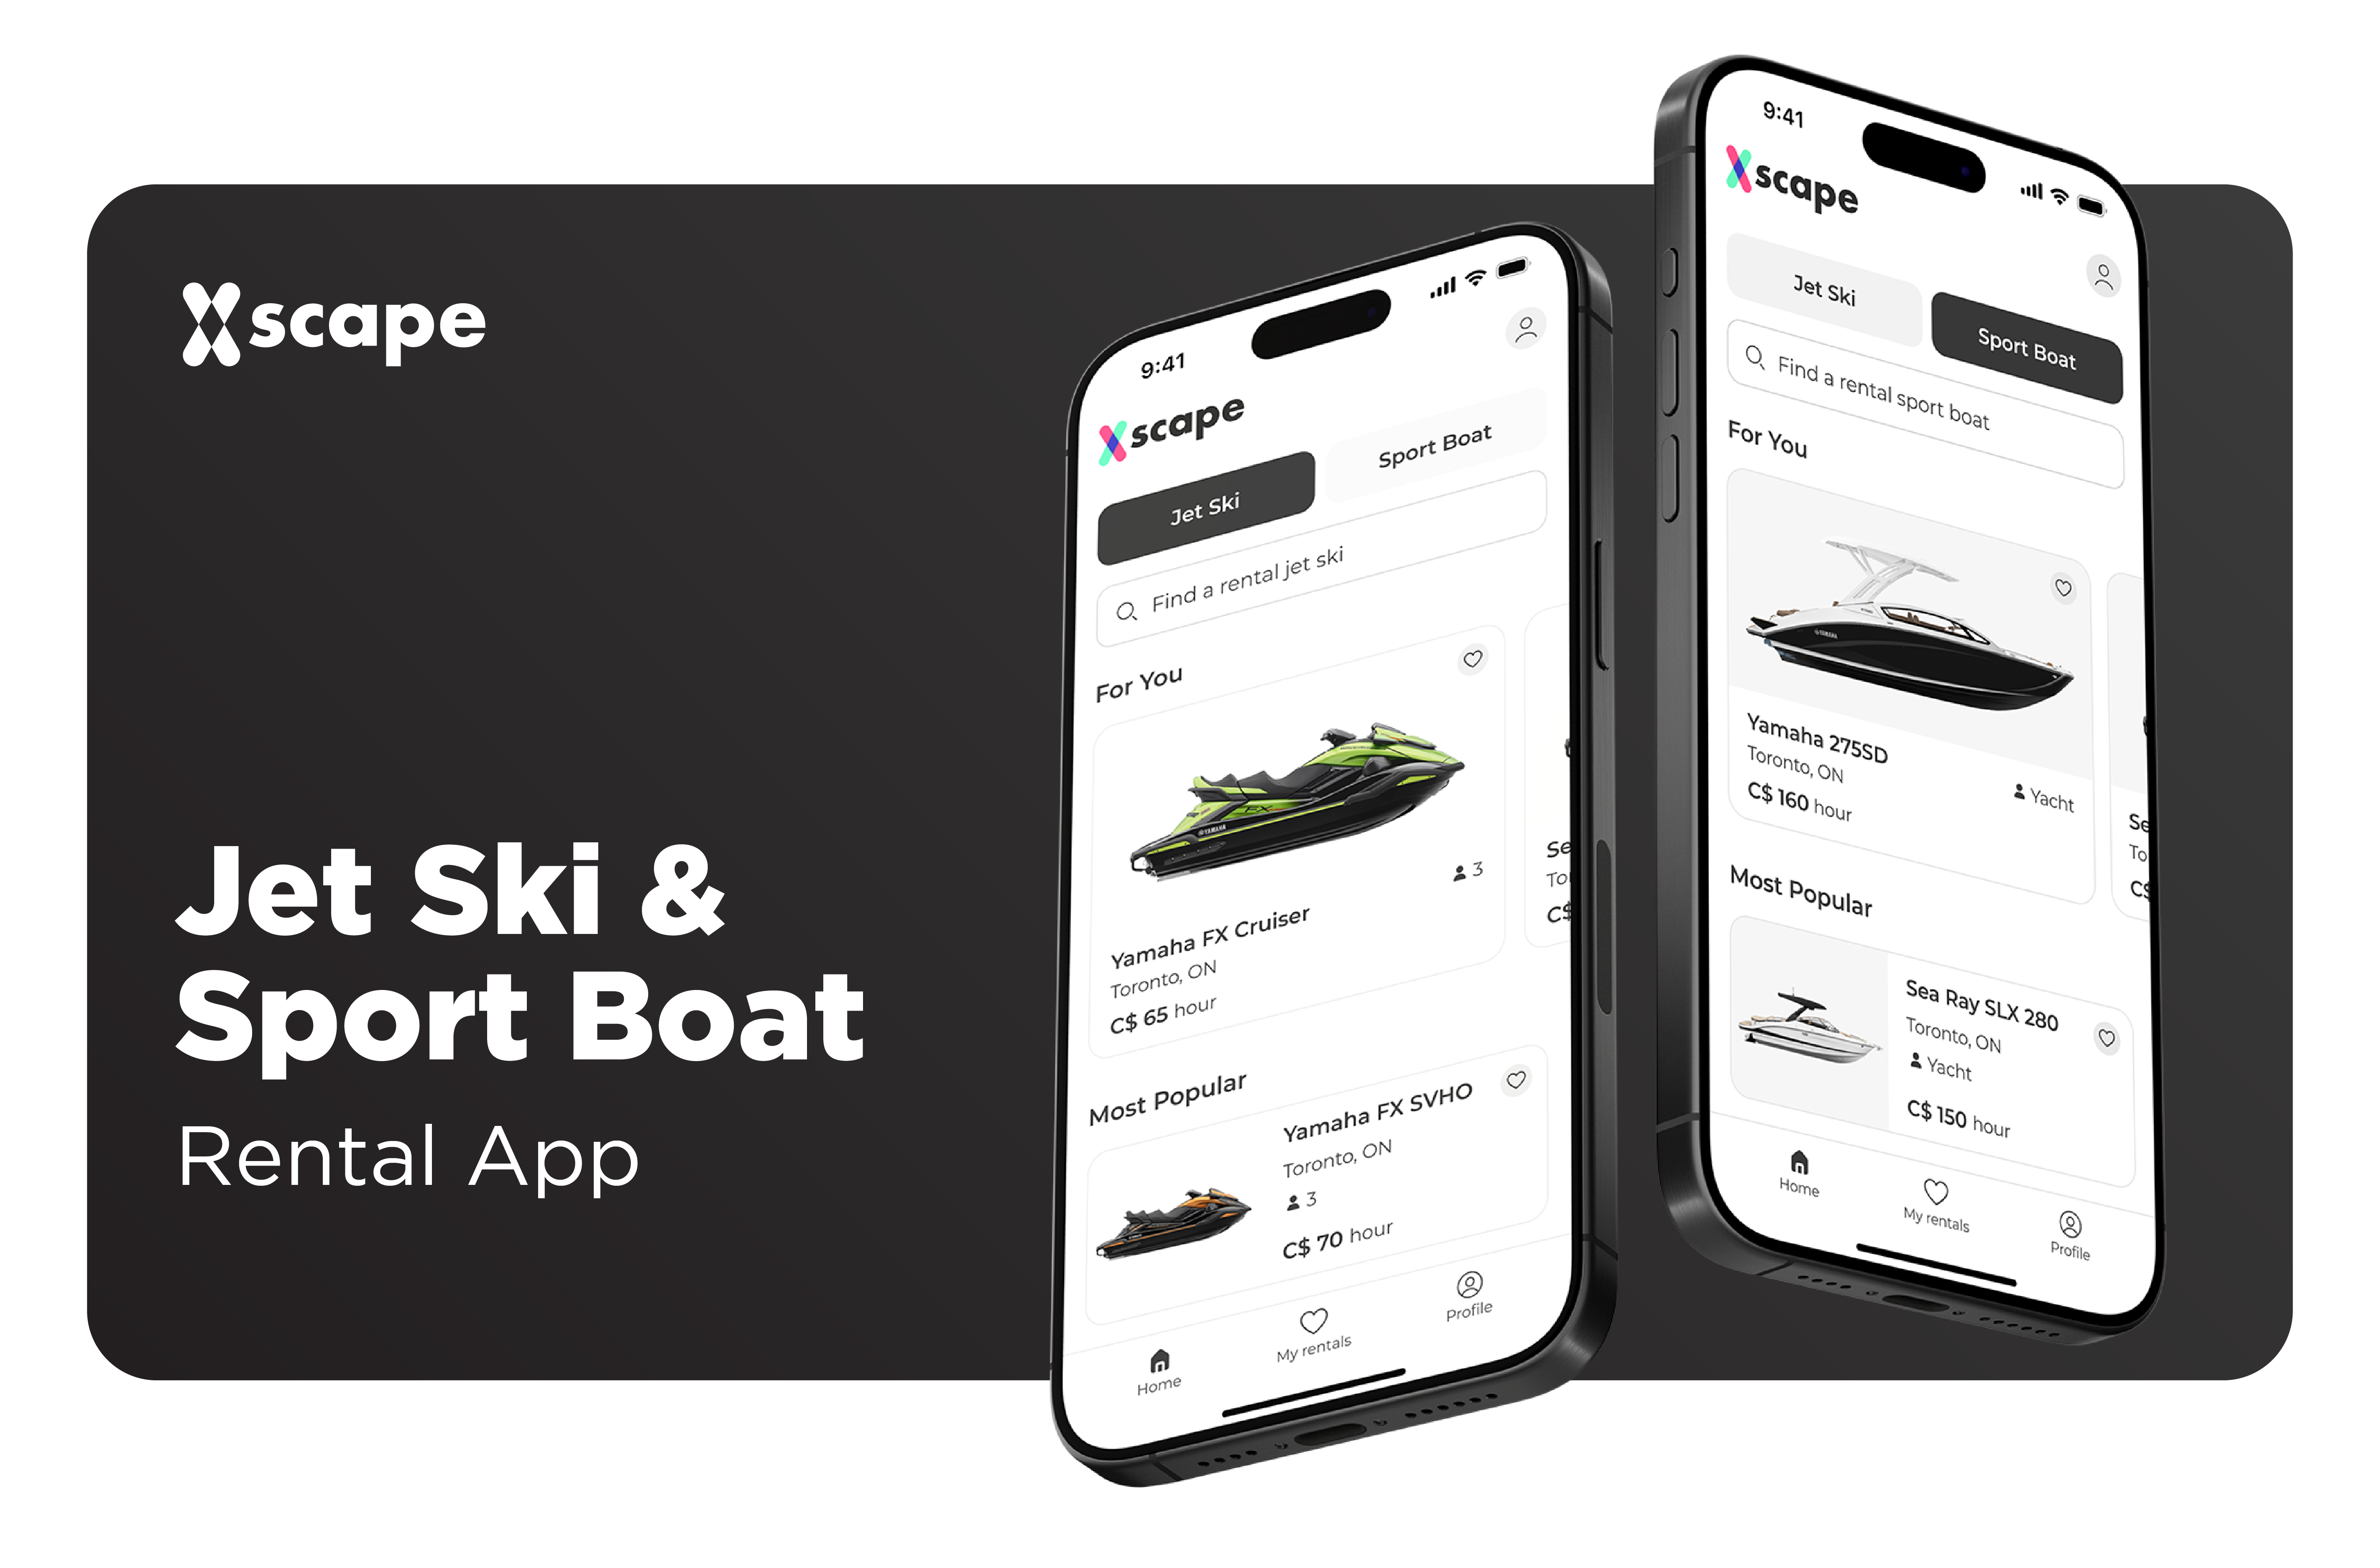 Xscape
Jet Ski &
Sport Boat
Rental App
9:41
Xscape
Jet Ski
Sport Boat
Find a rental jet ski
For You
YAMAHA
Yamaha FX Cruiser
Toronto, ON
C$ 65 hour
3
Se
To
C$
Most Popular
Yamaha FX SVHO
Toronto, ON
3
C$ 70 hour
Home
My rentals
Profile
9:41
Xscape
Jet Ski
Sport Boat
Find a rental sport boat
For You
YAMAHA
Yamaha 275SD
Toronto, ON
C$ 160 hour
Yacht
Se
To
C$
Most Popular
Sea Ray SLX 280
Toronto, ON
Yacht
C$ 150 hour
Home
My rentals
Profile